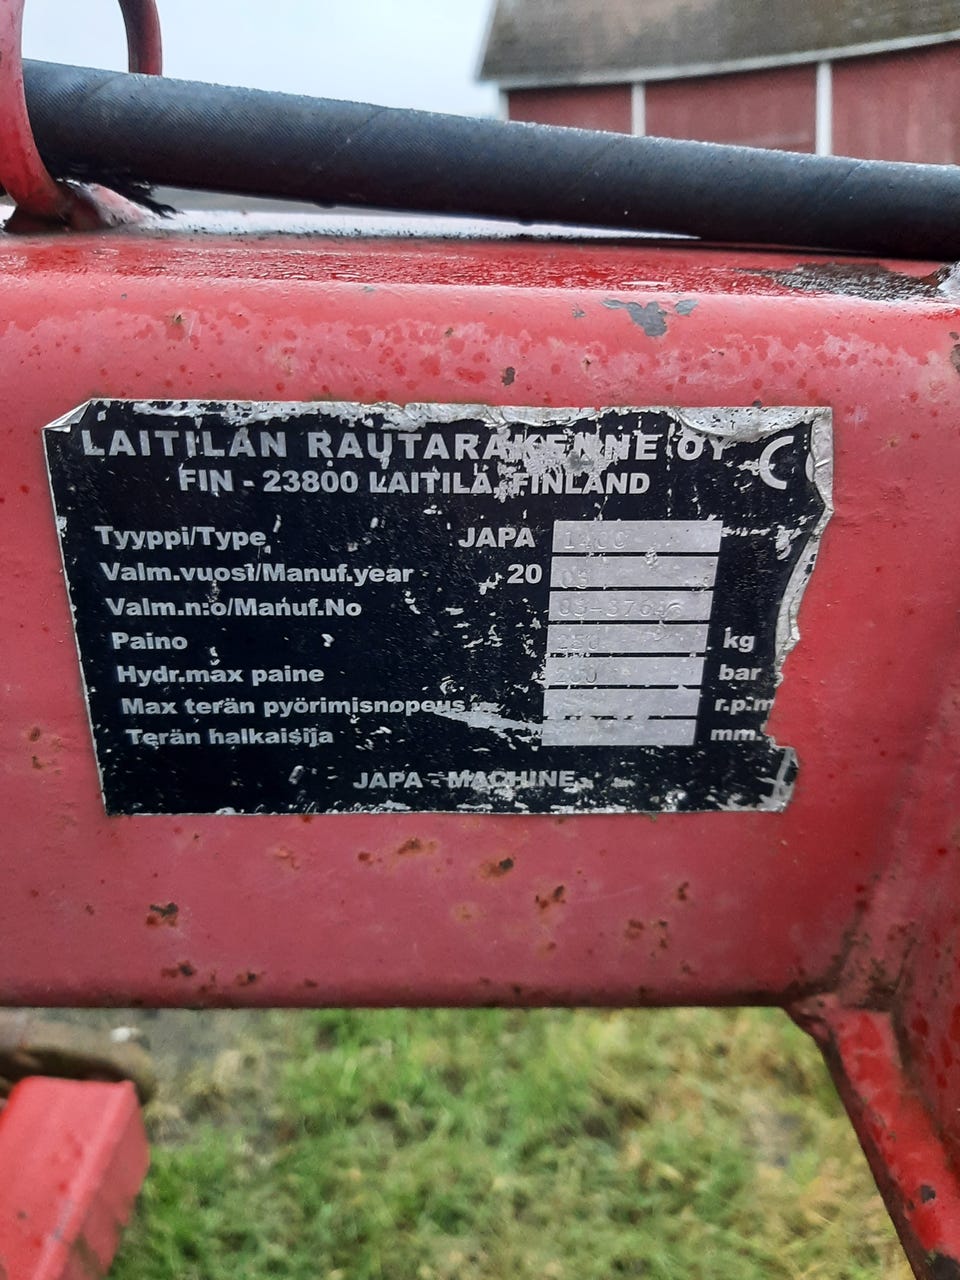 LAITILAN RAUTARAKENNE OY CE
FIN - 23800 LAITILA, FINLAND
Tyyppi/Type JAPA
Valm.vuosi/Manuf.year 20
Valm.n:o/Manuf.No
Paino kg
Hydr.max paine bar
Max terän pyörimisnopeus r.p.m
Terän halkaisija mm
JAPA - MACHINE